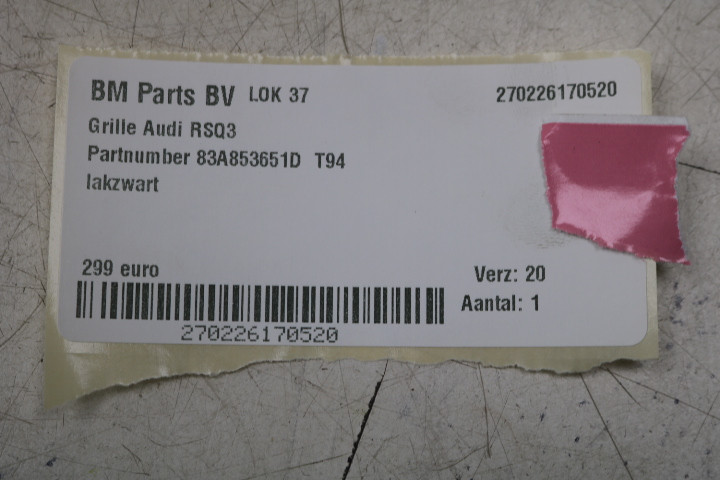 BM Parts BV LOK 37 270226170520
Grille Audi RSQ3
Partnumber 83A853651D T94
lakzwart
299 euro Verz: 20
Aantal: 1
270226170520